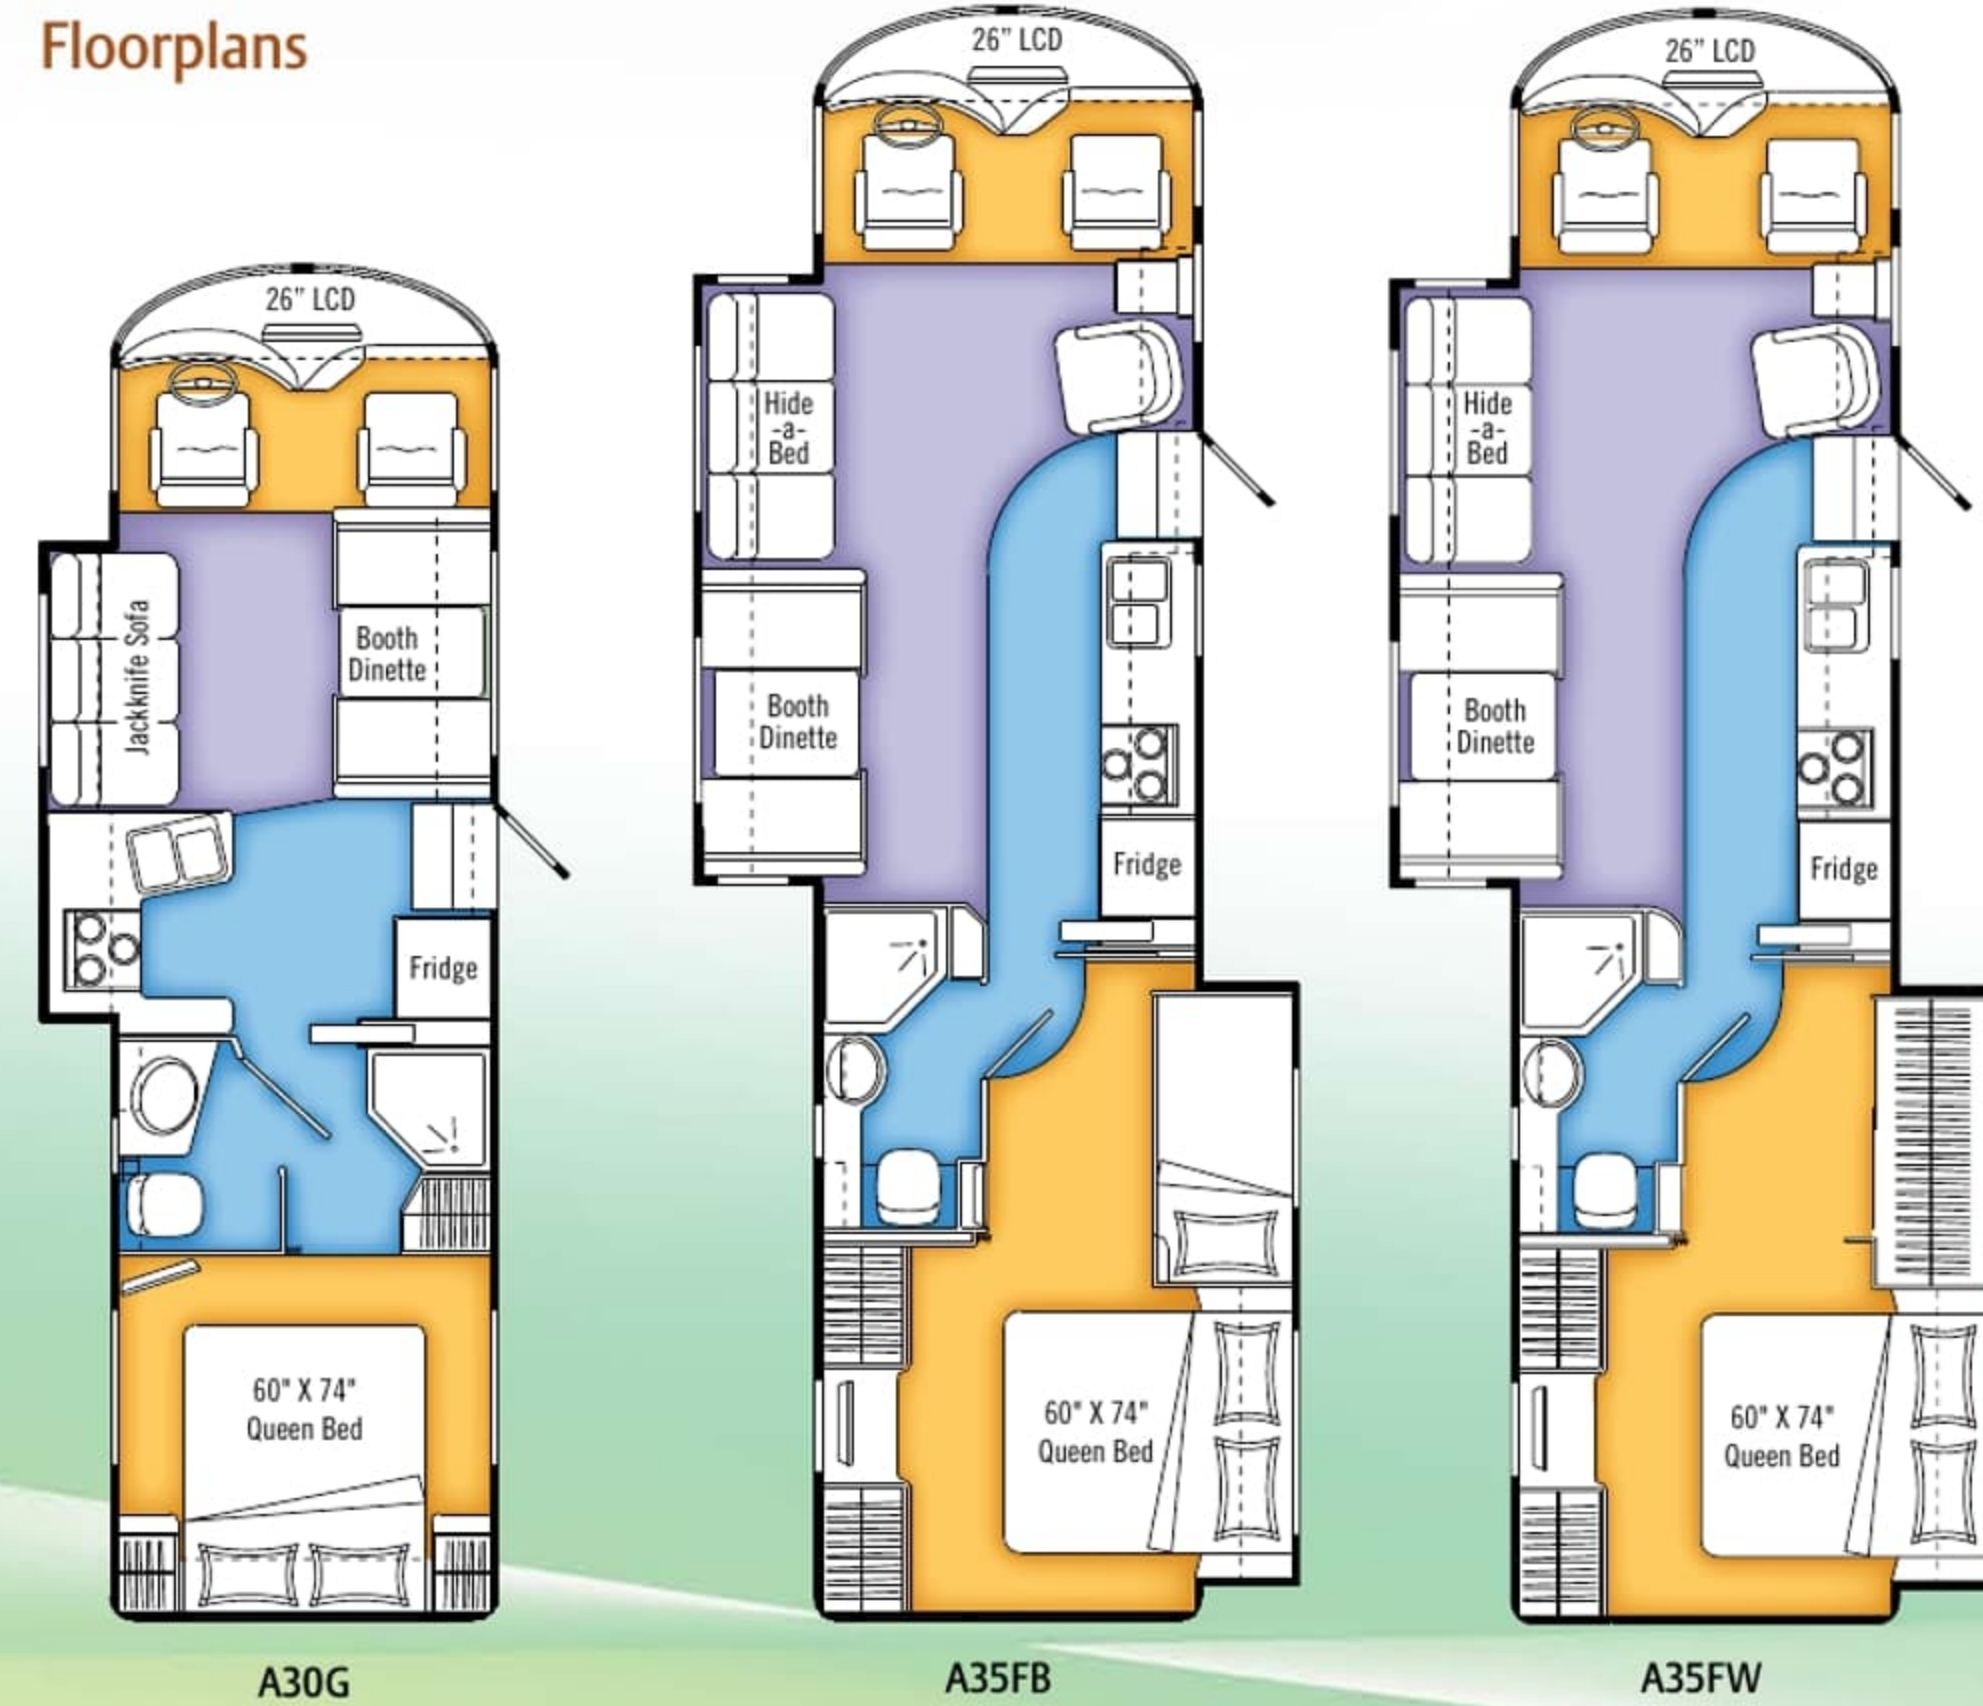 Floorplans
26” LCD
Jackknife Sofa
Booth
Dinette
Fridge
60" X 74"
Queen Bed
A30G
26” LCD
Hide
-a-
Bed
Booth
Dinette
Fridge
60" X 74"
Queen Bed
A35FB
26” LCD
Hide
-a-
Bed
Booth
Dinette
Fridge
60" X 74"
Queen Bed
A35FW